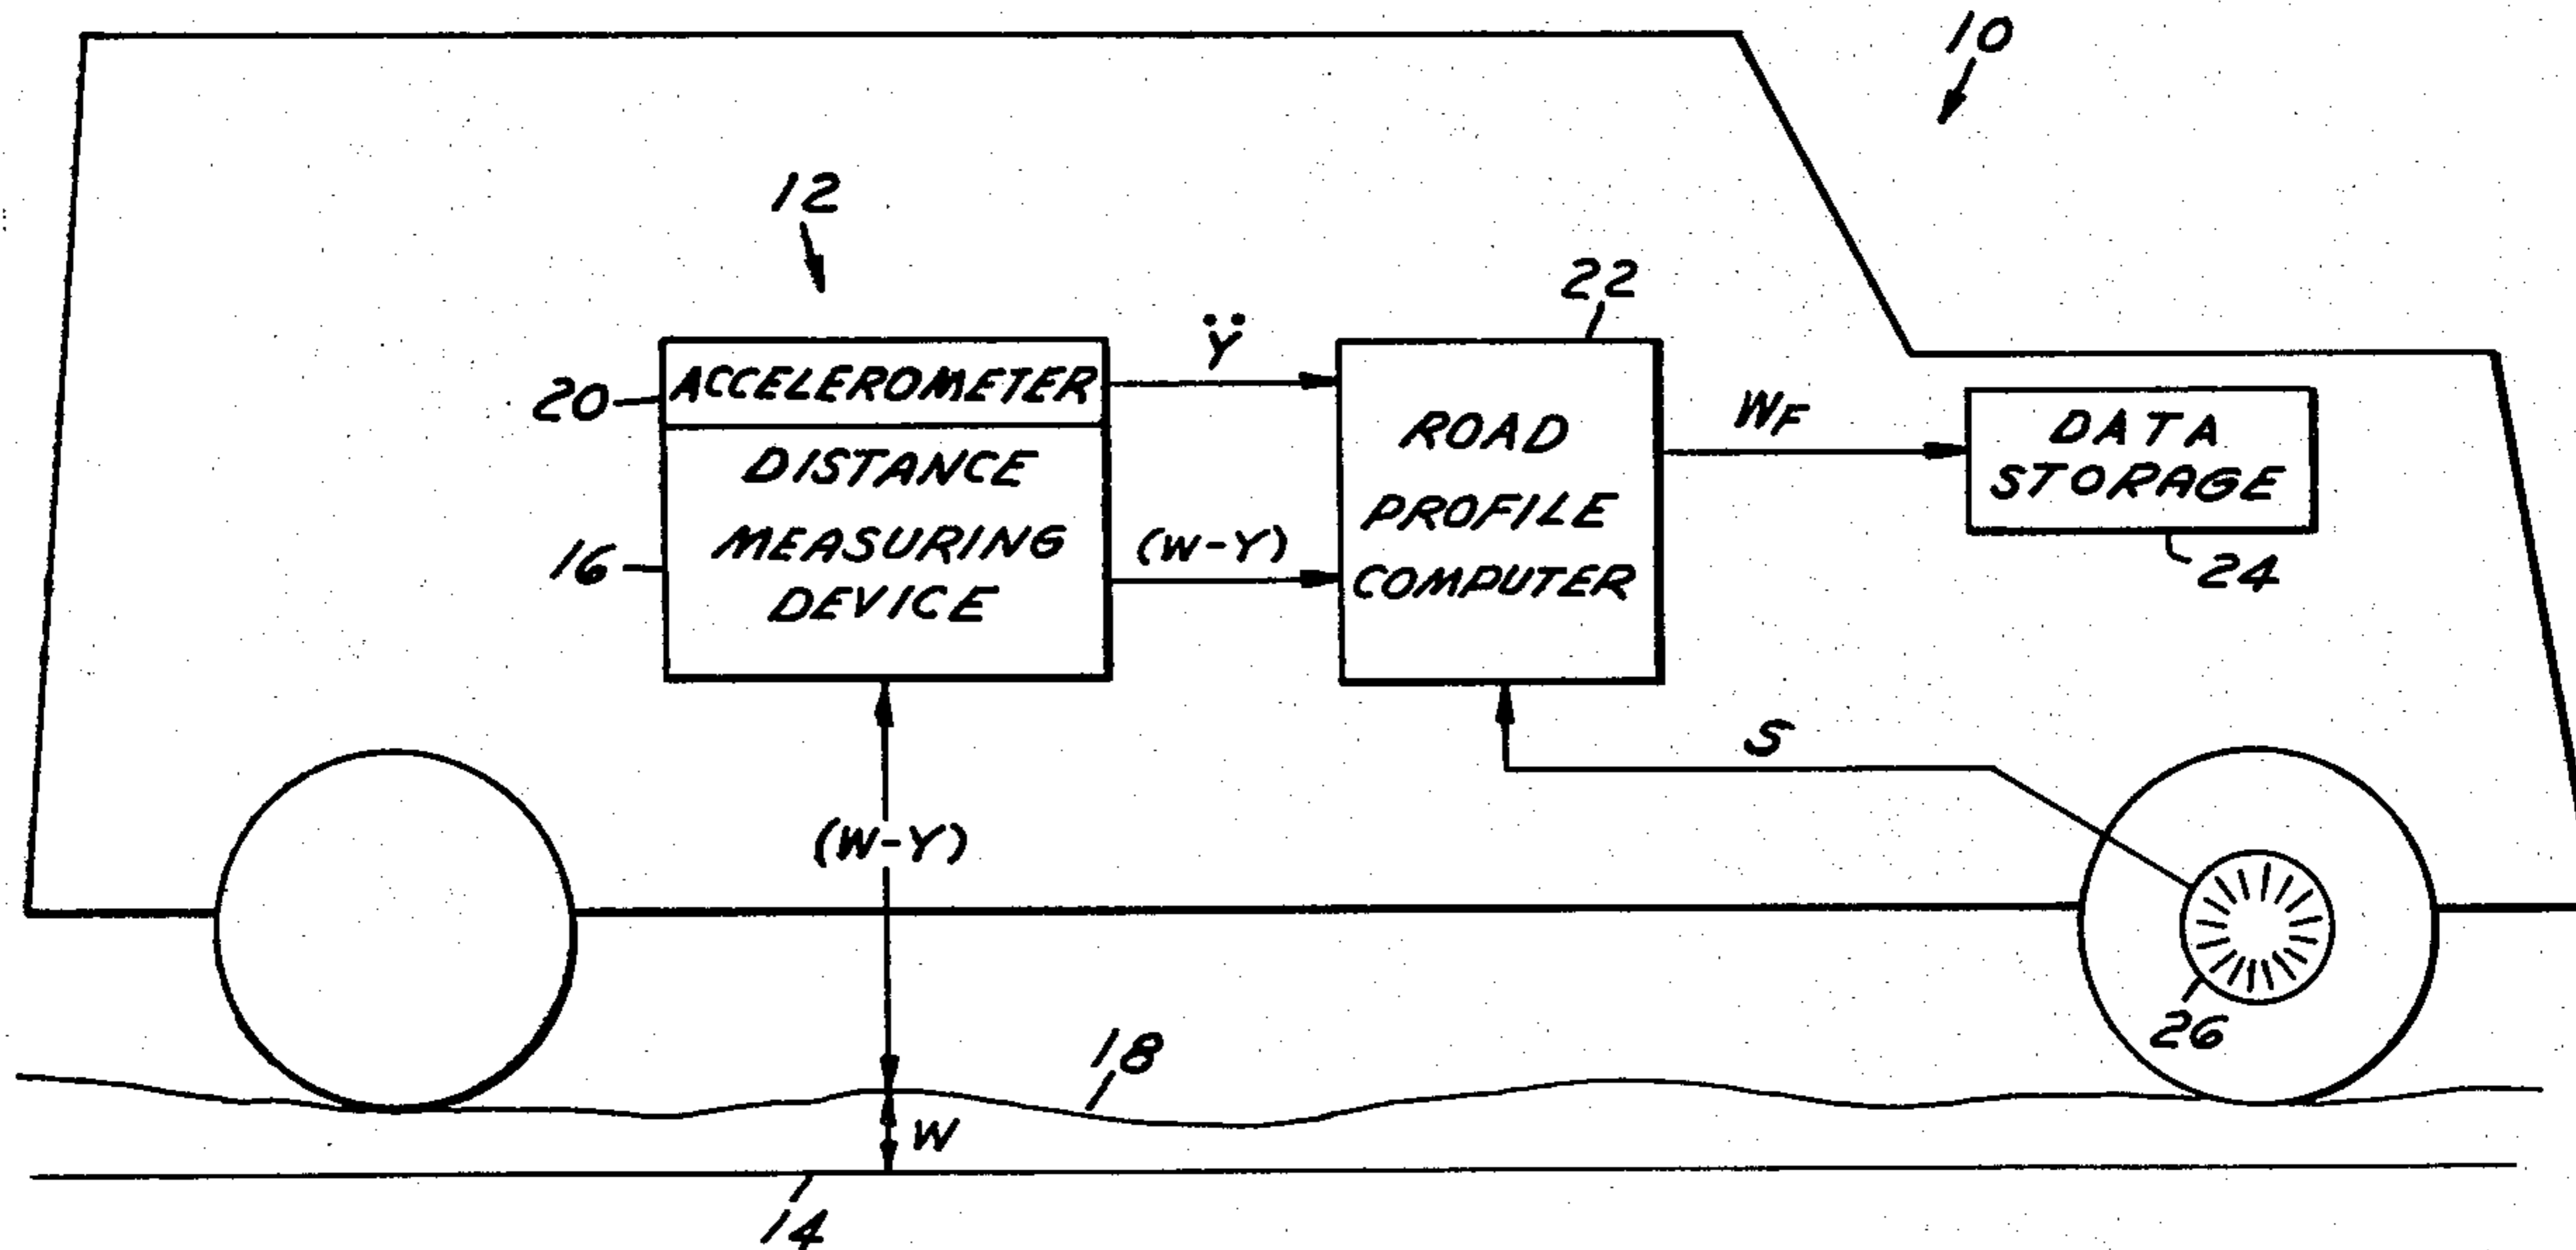 10
12
22
Ÿ
20
ACCELEROMETER
WF
DATA
STORAGE
DISTANCE
MEASURING
DEVICE
16
(W-Y)
ROAD
PROFILE
COMPUTER
24
S
(W-Y)
26
18
W
14